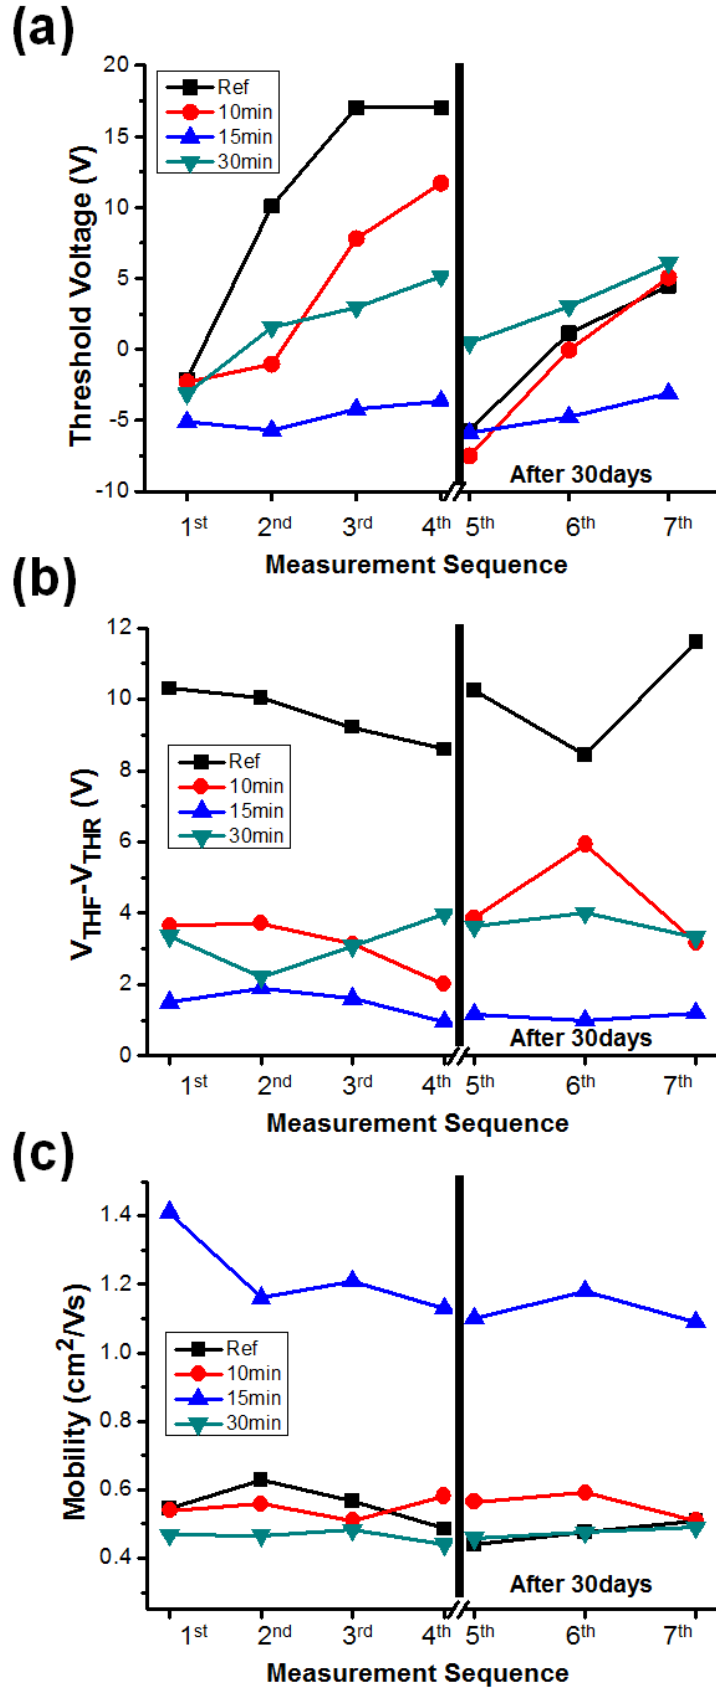 (a)
20
15
10
5
0
-5
-10
Threshold Voltage (V)
Ref
10min
15min
30min
After 30days
1st 2nd 3rd 4th 5th 6th 7th
Measurement Sequence
(b)
12
10
8
6
4
2
0
VTHF-VTHR (V)
Ref
10min
15min
30min
After 30days
1st 2nd 3rd 4th 5th 6th 7th
Measurement Sequence
(c)
1.4
1.2
1.0
0.8
0.6
0.4
Mobility (cm2/Vs)
Ref
10min
15min
30min
After 30days
1st 2nd 3rd 4th 5th 6th 7th
Measurement Sequence